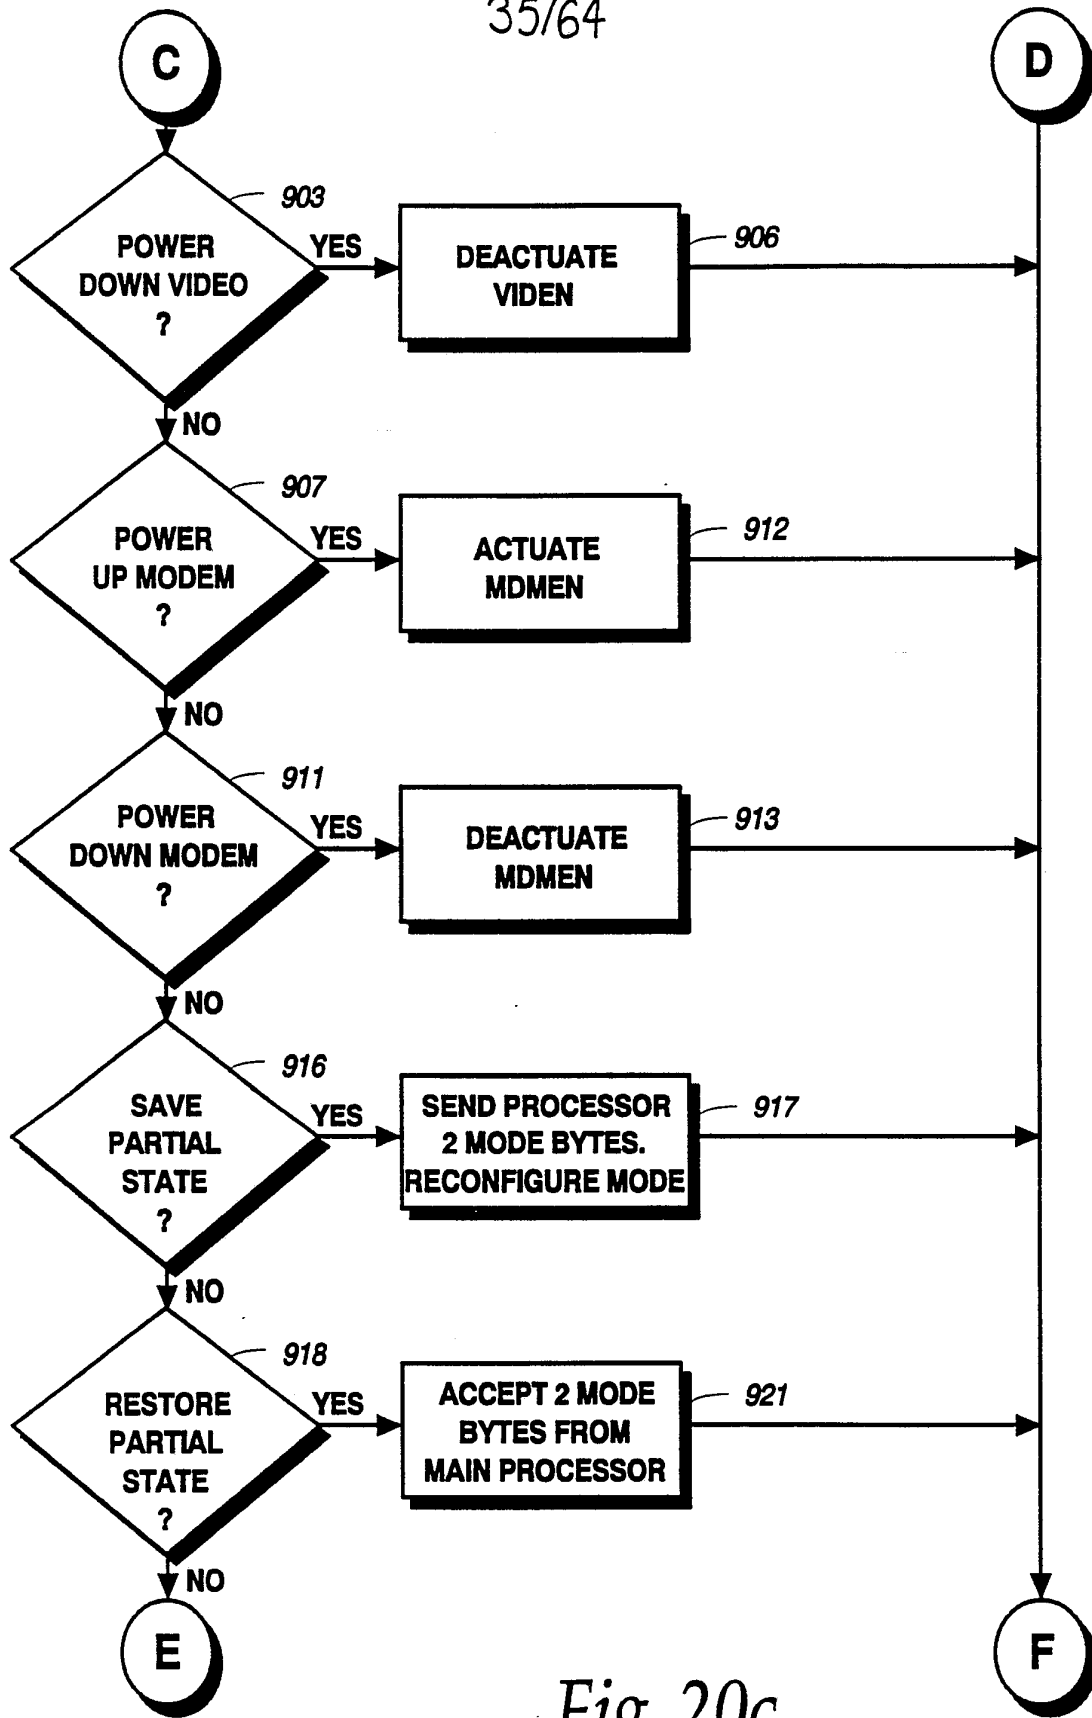 35/64
C
D
903
POWER
DOWN VIDEO
?
YES
DEACTUATE
VIDEN
906
NO
907
POWER
UP MODEM
?
YES
ACTUATE
MDMEN
912
NO
911
POWER
DOWN MODEM
?
YES
DEACTUATE
MDMEN
913
NO
916
SAVE
PARTIAL
STATE
?
YES
SEND PROCESSOR
2 MODE BYTES.
RECONFIGURE MODE
917
NO
918
RESTORE
PARTIAL
STATE
?
YES
ACCEPT 2 MODE
BYTES FROM
MAIN PROCESSOR
921
NO
E
F
Fig. 20c